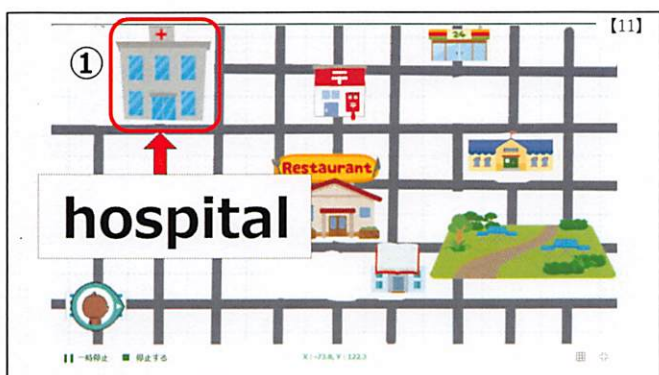 【11】
①
24
〒
Restaurant
hospital
一時停止 停止する X : -73.8, Y : 122.3